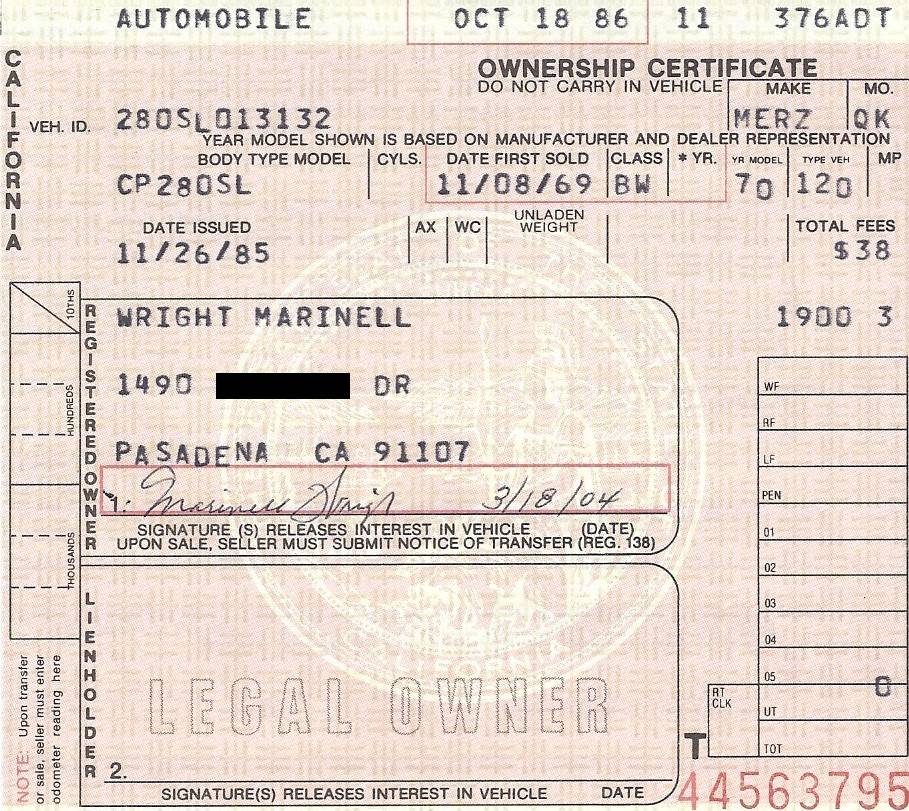 AUTOMOBILE OCT 18 86 11 376ADT
CALIFORNIA
OWNERSHIP CERTIFICATE
DO NOT CARRY IN VEHICLE
MAKE MO.
VEH. ID. 280SL013132 MERZ QK
YEAR MODEL SHOWN IS BASED ON MANUFACTURER AND DEALER REPRESENTATION
BODY TYPE MODEL CYLS. DATE FIRST SOLD CLASS * YR. YR MODEL TYPE VEH MP
CP280SL 11/08/69 BW 70 120
DATE ISSUED AX WC UNLADEN WEIGHT TOTAL FEES
11/26/85 $38
10THS
HUNDREDS
THOUSANDS
REGISTERED OWNER
WRIGHT MARINELL 1900 3
1490 DR
PASADENA CA 91107
1. Marinell Wright 3/18/04
SIGNATURE (S) RELEASES INTEREST IN VEHICLE (DATE)
UPON SALE, SELLER MUST SUBMIT NOTICE OF TRANSFER (REG. 138)
WF
RF
LF
PEN
01
02
03
04
05 0
UT
TOT
RT CLK
LIENHOLDER
LEGAL OWNER
2.
SIGNATURE(S) RELEASES INTEREST IN VEHICLE DATE
T 44563795
NOTE: Upon transfer
or sale, seller must enter
odometer reading here
CALIFORNIA